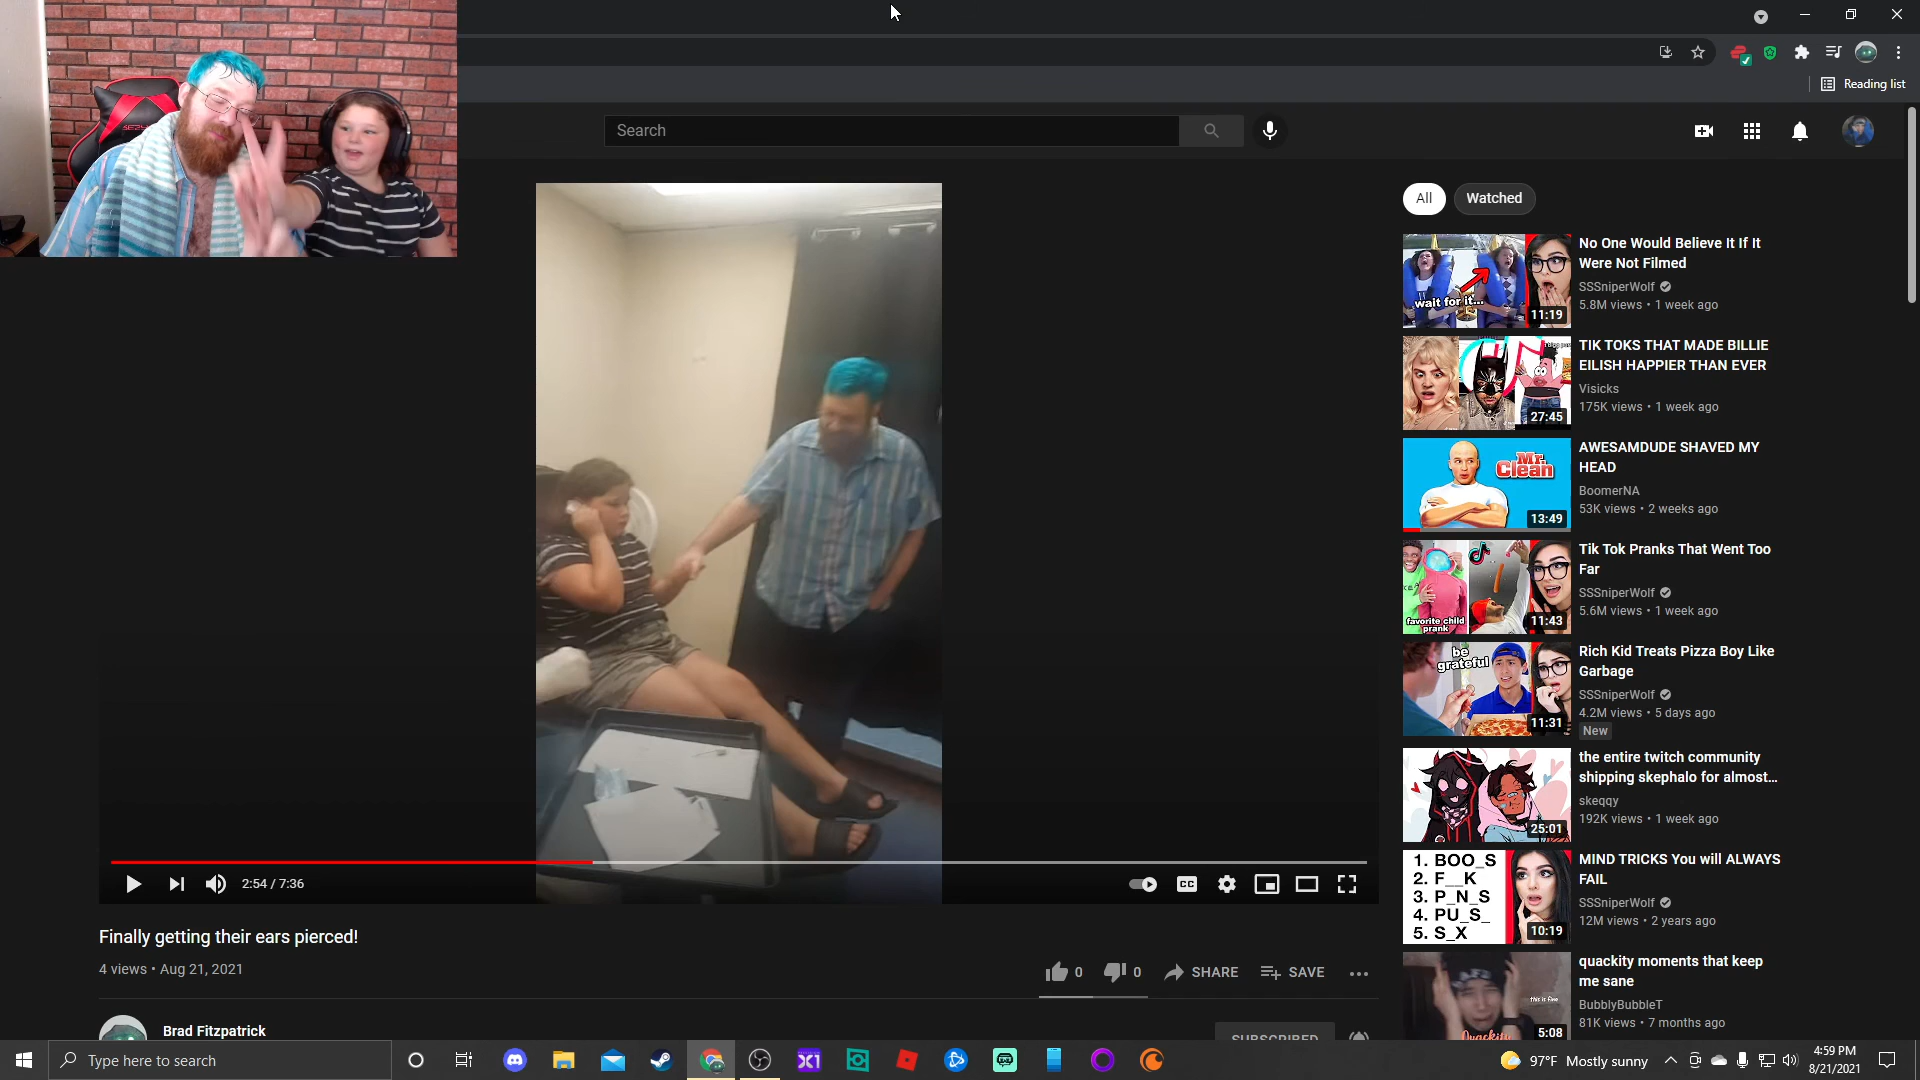 Reading list
Search
All
Watched
wait for it...
11:19
No One Would Believe It If It
Were Not Filmed
SSSniperWolf
5.8M views • 1 week ago
27:45
TIK TOKS THAT MADE BILLIE
EILISH HAPPIER THAN EVER
Visicks
175K views • 1 week ago
Mr.
Clean
13:49
AWESAMDUDE SHAVED MY
HEAD
BoomerNA
53K views • 2 weeks ago
favorite child
prank
11:43
Tik Tok Pranks That Went Too
Far
SSSniperWolf
5.6M views • 1 week ago
be
grateful
11:31
Rich Kid Treats Pizza Boy Like
Garbage
SSSniperWolf
4.2M views • 5 days ago
New
25:01
the entire twitch community
shipping skephalo for almost...
skeqqy
192K views • 1 week ago
1. BOO_S
2. F__K
3. P_N_S
4. PU_S_
5. S_X
10:19
MIND TRICKS You will ALWAYS
FAIL
SSSniperWolf
12M views • 2 years ago
this is fine
Quackity
5:08
quackity moments that keep
me sane
BubblyBubbleT
81K views • 7 months ago
2:54 / 7:36
CC
Finally getting their ears pierced!
4 views • Aug 21, 2021
0
0
SHARE
SAVE
Brad Fitzpatrick
SUBSCRIBED
Type here to search
X1
97°F Mostly sunny
4:59 PM
8/21/2021